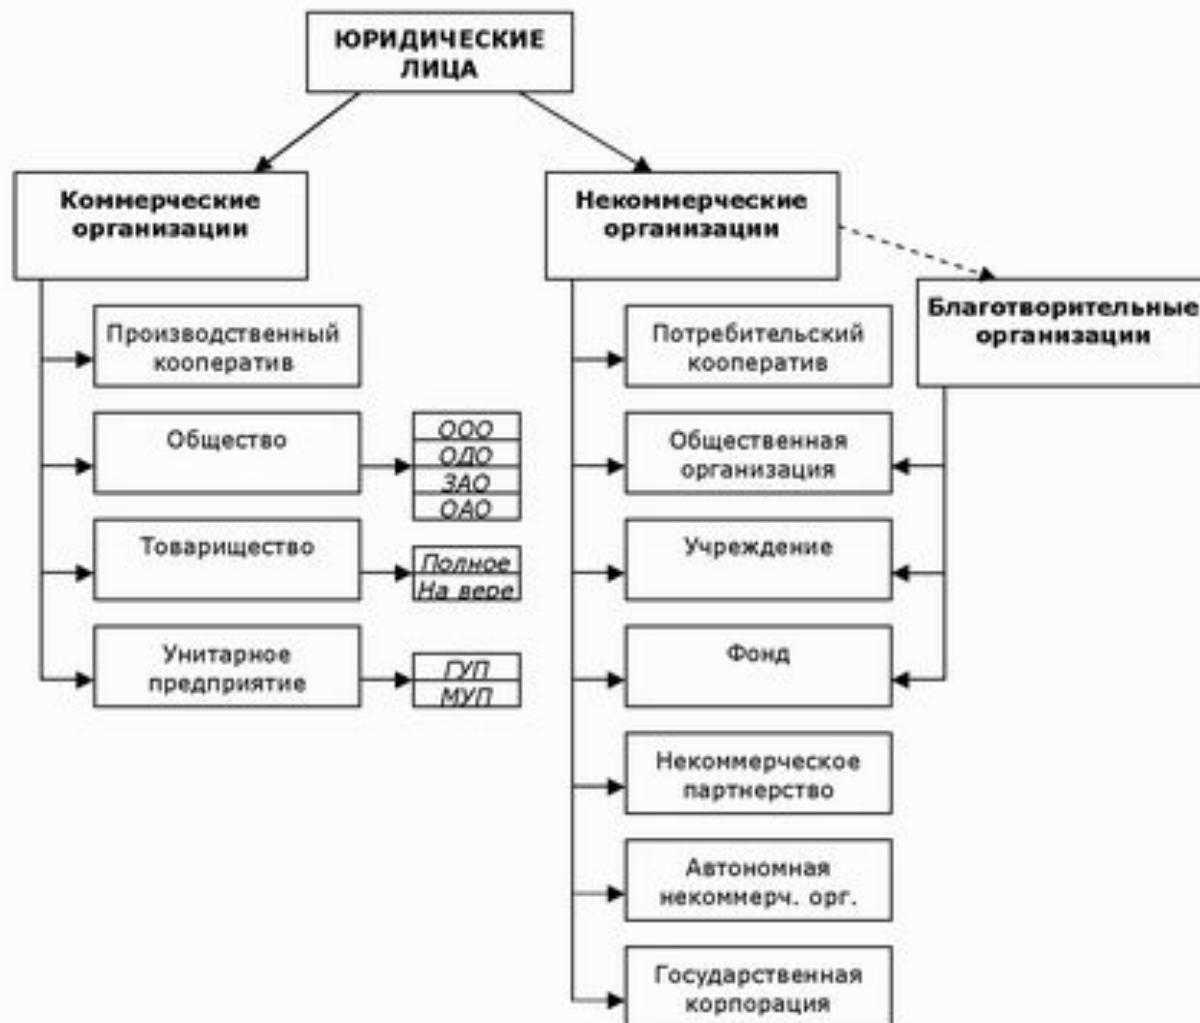 ЮРИДИЧЕСКИЕ
ЛИЦА
Коммерческие
организации
Производственный
кооператив
Общество
ООО
ОДО
ЗАО
ОАО
Товарищество
Полное
На вере
Унитарное
предприятие
ГУП
МУП
Некоммерческие
организации
Потребительский
кооператив
Общественная
организация
Учреждение
Фонд
Некоммерческое
партнерство
Автономная
некоммерч. орг.
Государственная
корпорация
Благотворительные
организации